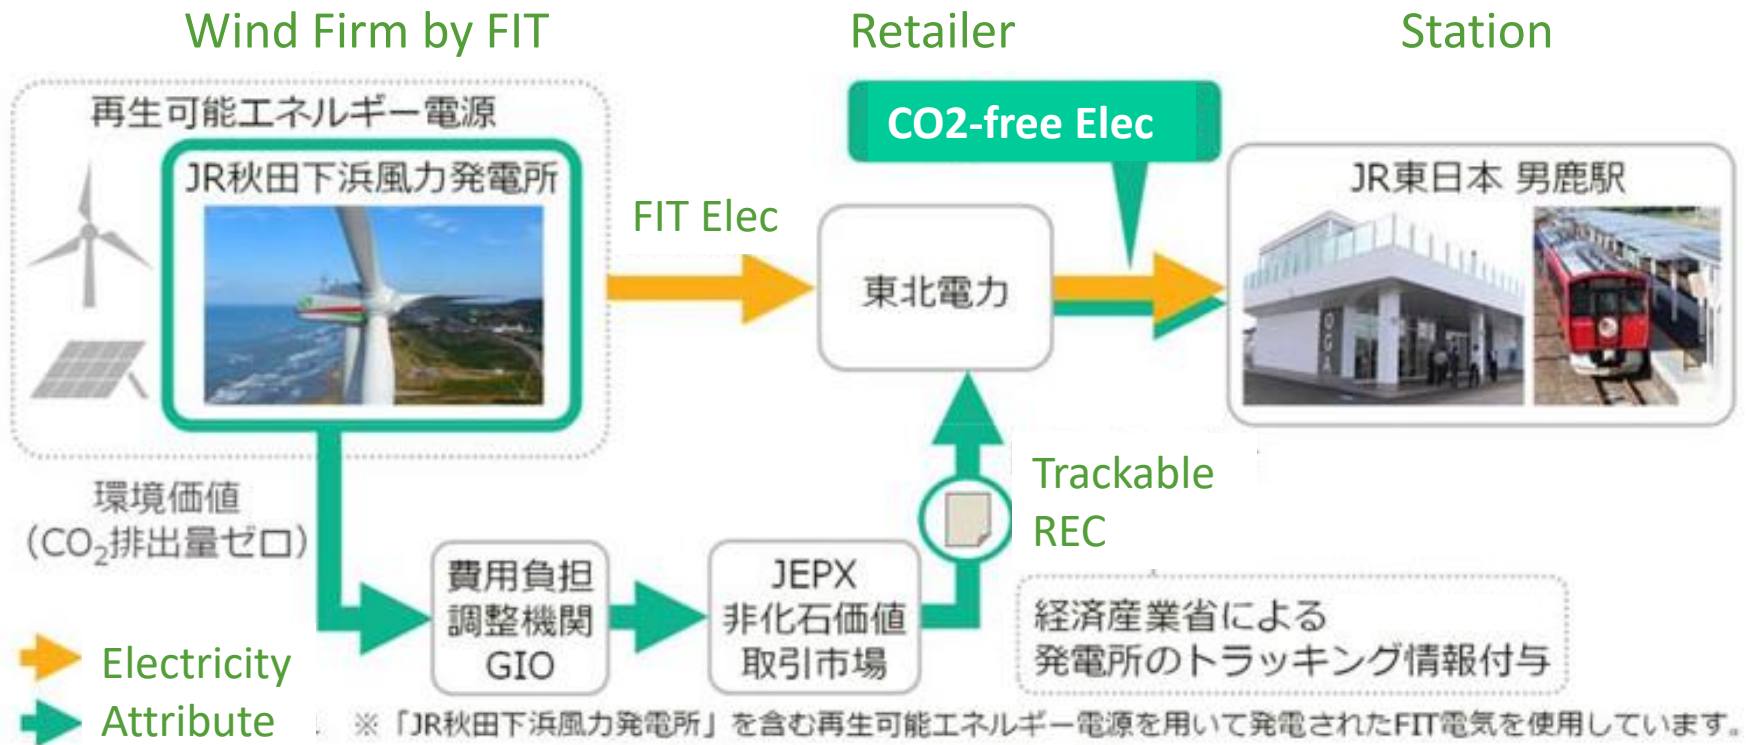 Wind Firm by FIT
Retailer
Station
再生可能エネルギー電源
JR秋田下浜風力発電所
FIT Elec
CO2-free Elec
東北電力
JR東日本 男鹿駅
OGA
環境価値
（CO₂排出量ゼロ）
費用負担
調整機関
GIO
JEPX
非化石価値
取引市場
Trackable
REC
経済産業省による
発電所のトラッキング情報付与
Electricity
Attribute
※「JR秋田下浜風力発電所」を含む再生可能エネルギー電源を用いて発電されたFIT電気を使用しています。